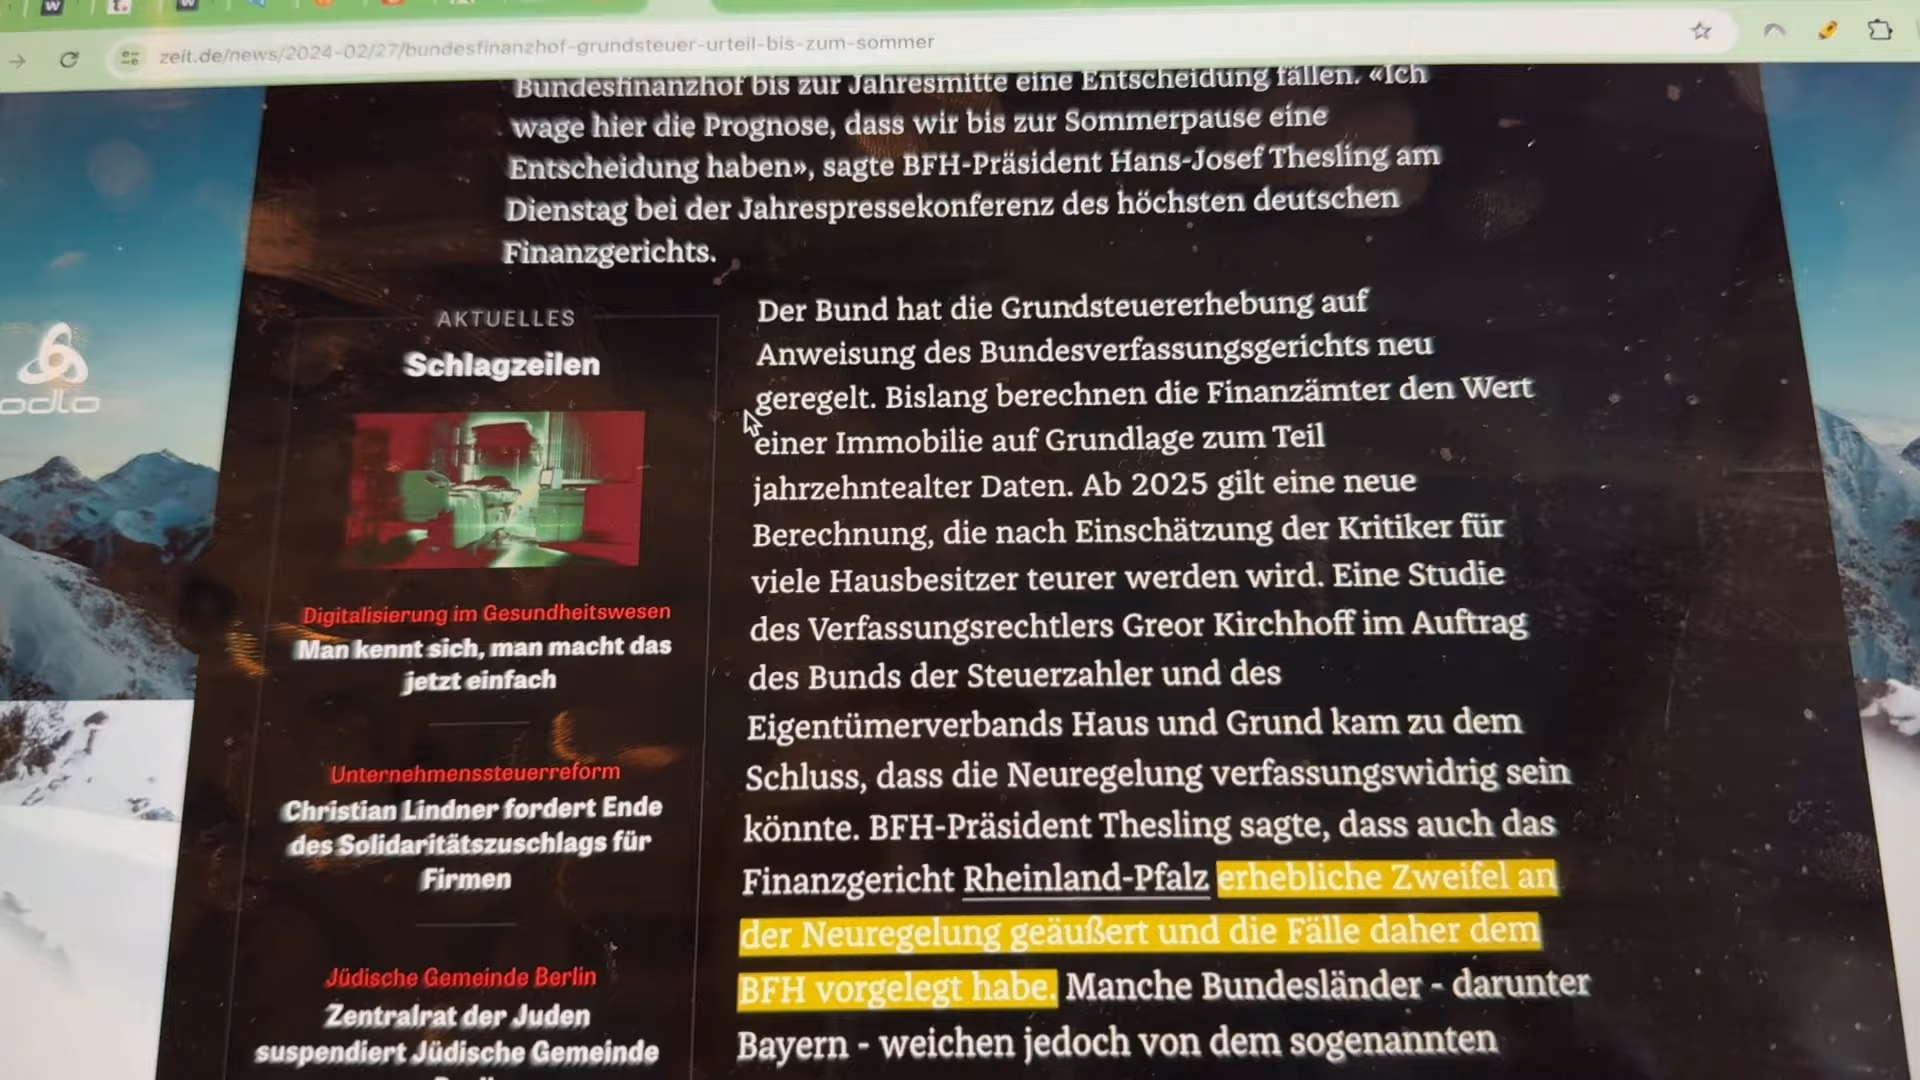 zeit.de/news/2024-02/27/bundesfinanzhof-grundsteuer-urteil-bis-zum-sommer
Bundesfinanzhof bis zur Jahresmitte eine Entscheidung fällen. «Ich
wage hier die Prognose, dass wir bis zur Sommerpause eine
Entscheidung haben», sagte BFH-Präsident Hans-Josef Thesling am
Dienstag bei der Jahrespressekonferenz des höchsten deutschen
Finanzgerichts.
odlo
AKTUELLES
Schlagzeilen
Digitalisierung im Gesundheitswesen
Man kennt sich, man macht das
jetzt einfach
Unternehmenssteuerreform
Christian Lindner fordert Ende
des Solidaritätszuschlags für
Firmen
Jüdische Gemeinde Berlin
Zentralrat der Juden
suspendiert Jüdische Gemeinde
Der Bund hat die Grundsteuererhebung auf
Anweisung des Bundesverfassungsgerichts neu
geregelt. Bislang berechnen die Finanzämter den Wert
einer Immobilie auf Grundlage zum Teil
jahrzehntealter Daten. Ab 2025 gilt eine neue
Berechnung, die nach Einschätzung der Kritiker für
viele Hausbesitzer teurer werden wird. Eine Studie
des Verfassungsrechtlers Greor Kirchhoff im Auftrag
des Bunds der Steuerzahler und des
Eigentümerverbands Haus und Grund kam zu dem
Schluss, dass die Neuregelung verfassungswidrig sein
könnte. BFH-Präsident Thesling sagte, dass auch das
Finanzgericht Rheinland-Pfalz erhebliche Zweifel an
der Neuregelung geäußert und die Fälle daher dem
BFH vorgelegt habe. Manche Bundesländer - darunter
Bayern - weichen jedoch von dem sogenannten